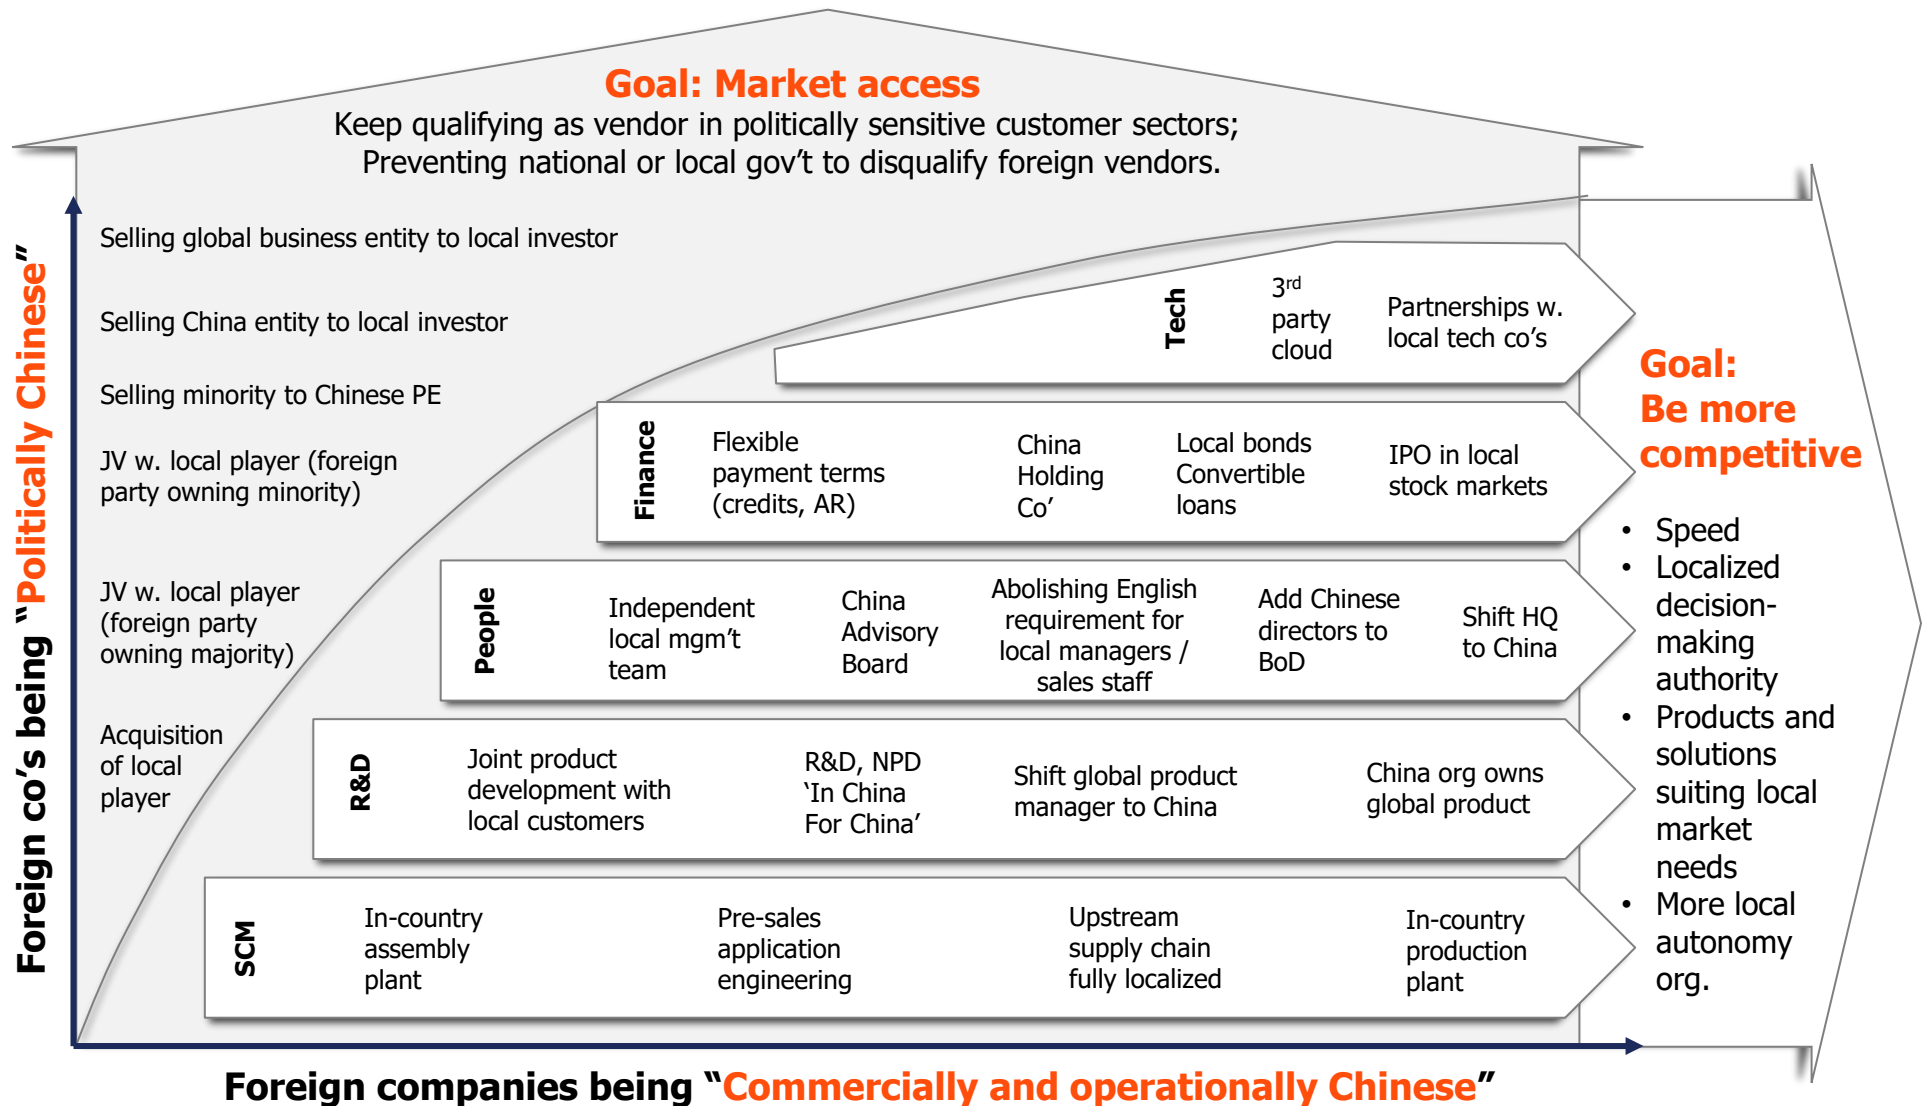 Goal: Market access
Keep qualifying as vendor in politically sensitive customer sectors;
Preventing national or local gov't to disqualify foreign vendors.
Foreign co's being “Politically Chinese”
Selling global business entity to local investor
Selling China entity to local investor
Selling minority to Chinese PE
JV w. local player (foreign
party owning minority)
JV w. local player
(foreign party
owning majority)
Acquisition
of local
player
Tech
3rd
party
cloud
Partnerships w.
local tech co's
Finance
Flexible
payment terms
(credits, AR)
China
Holding
Co'
Local bonds
Convertible
loans
IPO in local
stock markets
People
Independent
local mgm't
team
China
Advisory
Board
Abolishing English
requirement for
local managers /
sales staff
Add Chinese
directors to
BoD
Shift HQ
to China
R&D
Joint product
development with
local customers
R&D, NPD
‘In China
For China’
Shift global product
manager to China
China org owns
global product
SCM
In-country
assembly
plant
Pre-sales
application
engineering
Upstream
supply chain
fully localized
In-country
production
plant
Goal:
Be more
competitive
• Speed
• Localized
decision-
making
authority
• Products and
solutions
suiting local
market
needs
• More local
autonomy
org.
Foreign companies being “Commercially and operationally Chinese”